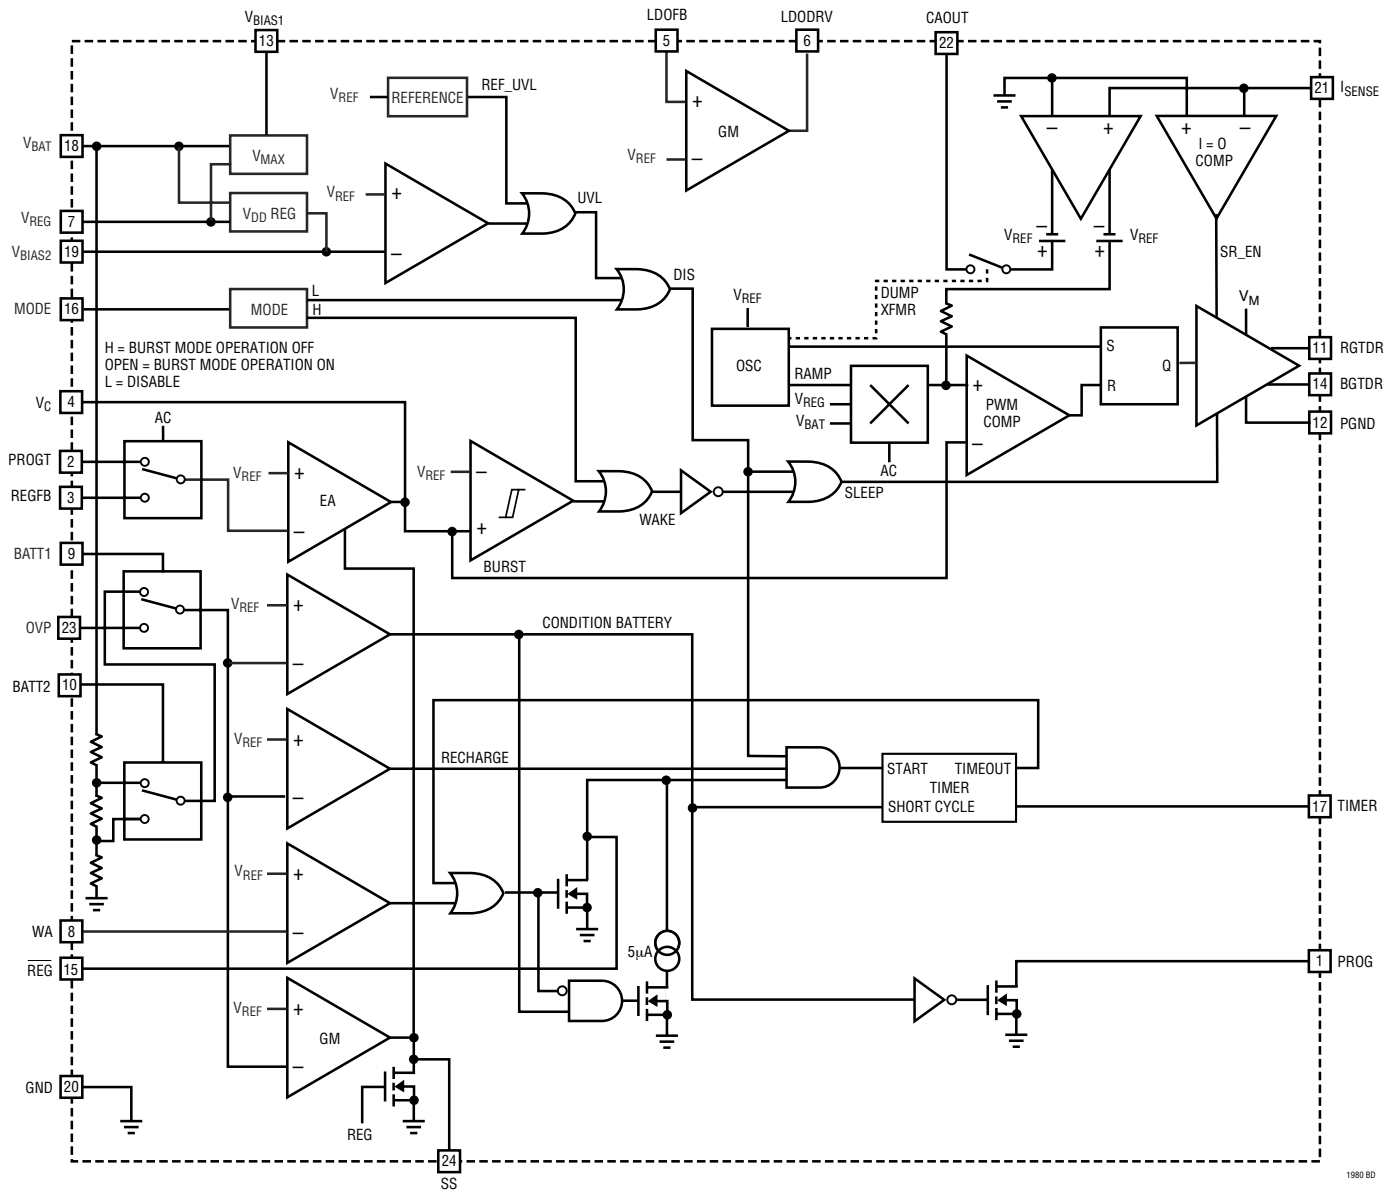 VBIAS1
13
LDOFB
5
LDODRV
6
CAOUT
22
21
ISENSE
VREF
REFERENCE
REF_UVL
+
GM
VREF
–
–
+
+
–
I = 0
COMP
VBAT
18
VMAX
VREG
7
VDD REG
VBIAS2
19
VREF
+
–
UVL
VREF
–
+
–
+
VREF
SR_EN
MODE
16
MODE
L
H
DIS
DUMP
XFMR
VREF
VM
H = BURST MODE OPERATION OFF
OPEN = BURST MODE OPERATION ON
L = DISABLE
OSC
RAMP
VREG
VBAT
AC
+
PWM
COMP
–
S
R
Q
11
RGTDR
14
BGTDR
12
PGND
VC
4
AC
PROGT
2
REGFB
3
VREF
+
EA
–
VREF
–
+
BURST
WAKE
SLEEP
BATT1
9
OVP
23
VREF
+
–
CONDITION BATTERY
BATT2
10
VREF
+
–
RECHARGE
START
TIMEOUT
TIMER
SHORT CYCLE
17
TIMER
VREF
+
–
WA
8
REG
15
5µA
1
PROG
VREF
+
GM
–
GND
20
REG
24
SS
1980 BD